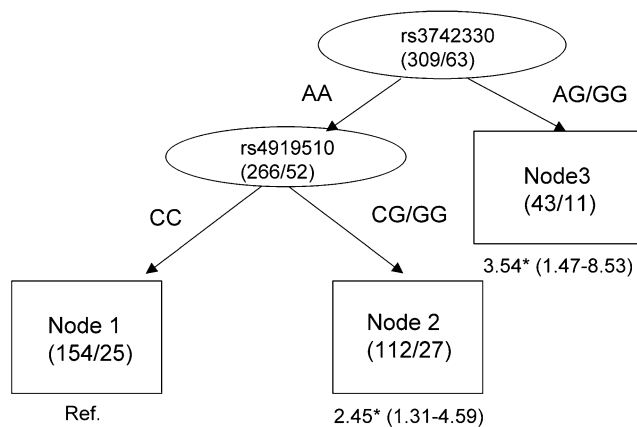 rs3742330
(309/63)
AA
AG/GG
rs4919510
(266/52)
Node3
(43/11)
CC
CG/GG
3.54* (1.47-8.53)
Node 1
(154/25)
Node 2
(112/27)
Ref.
2.45* (1.31-4.59)